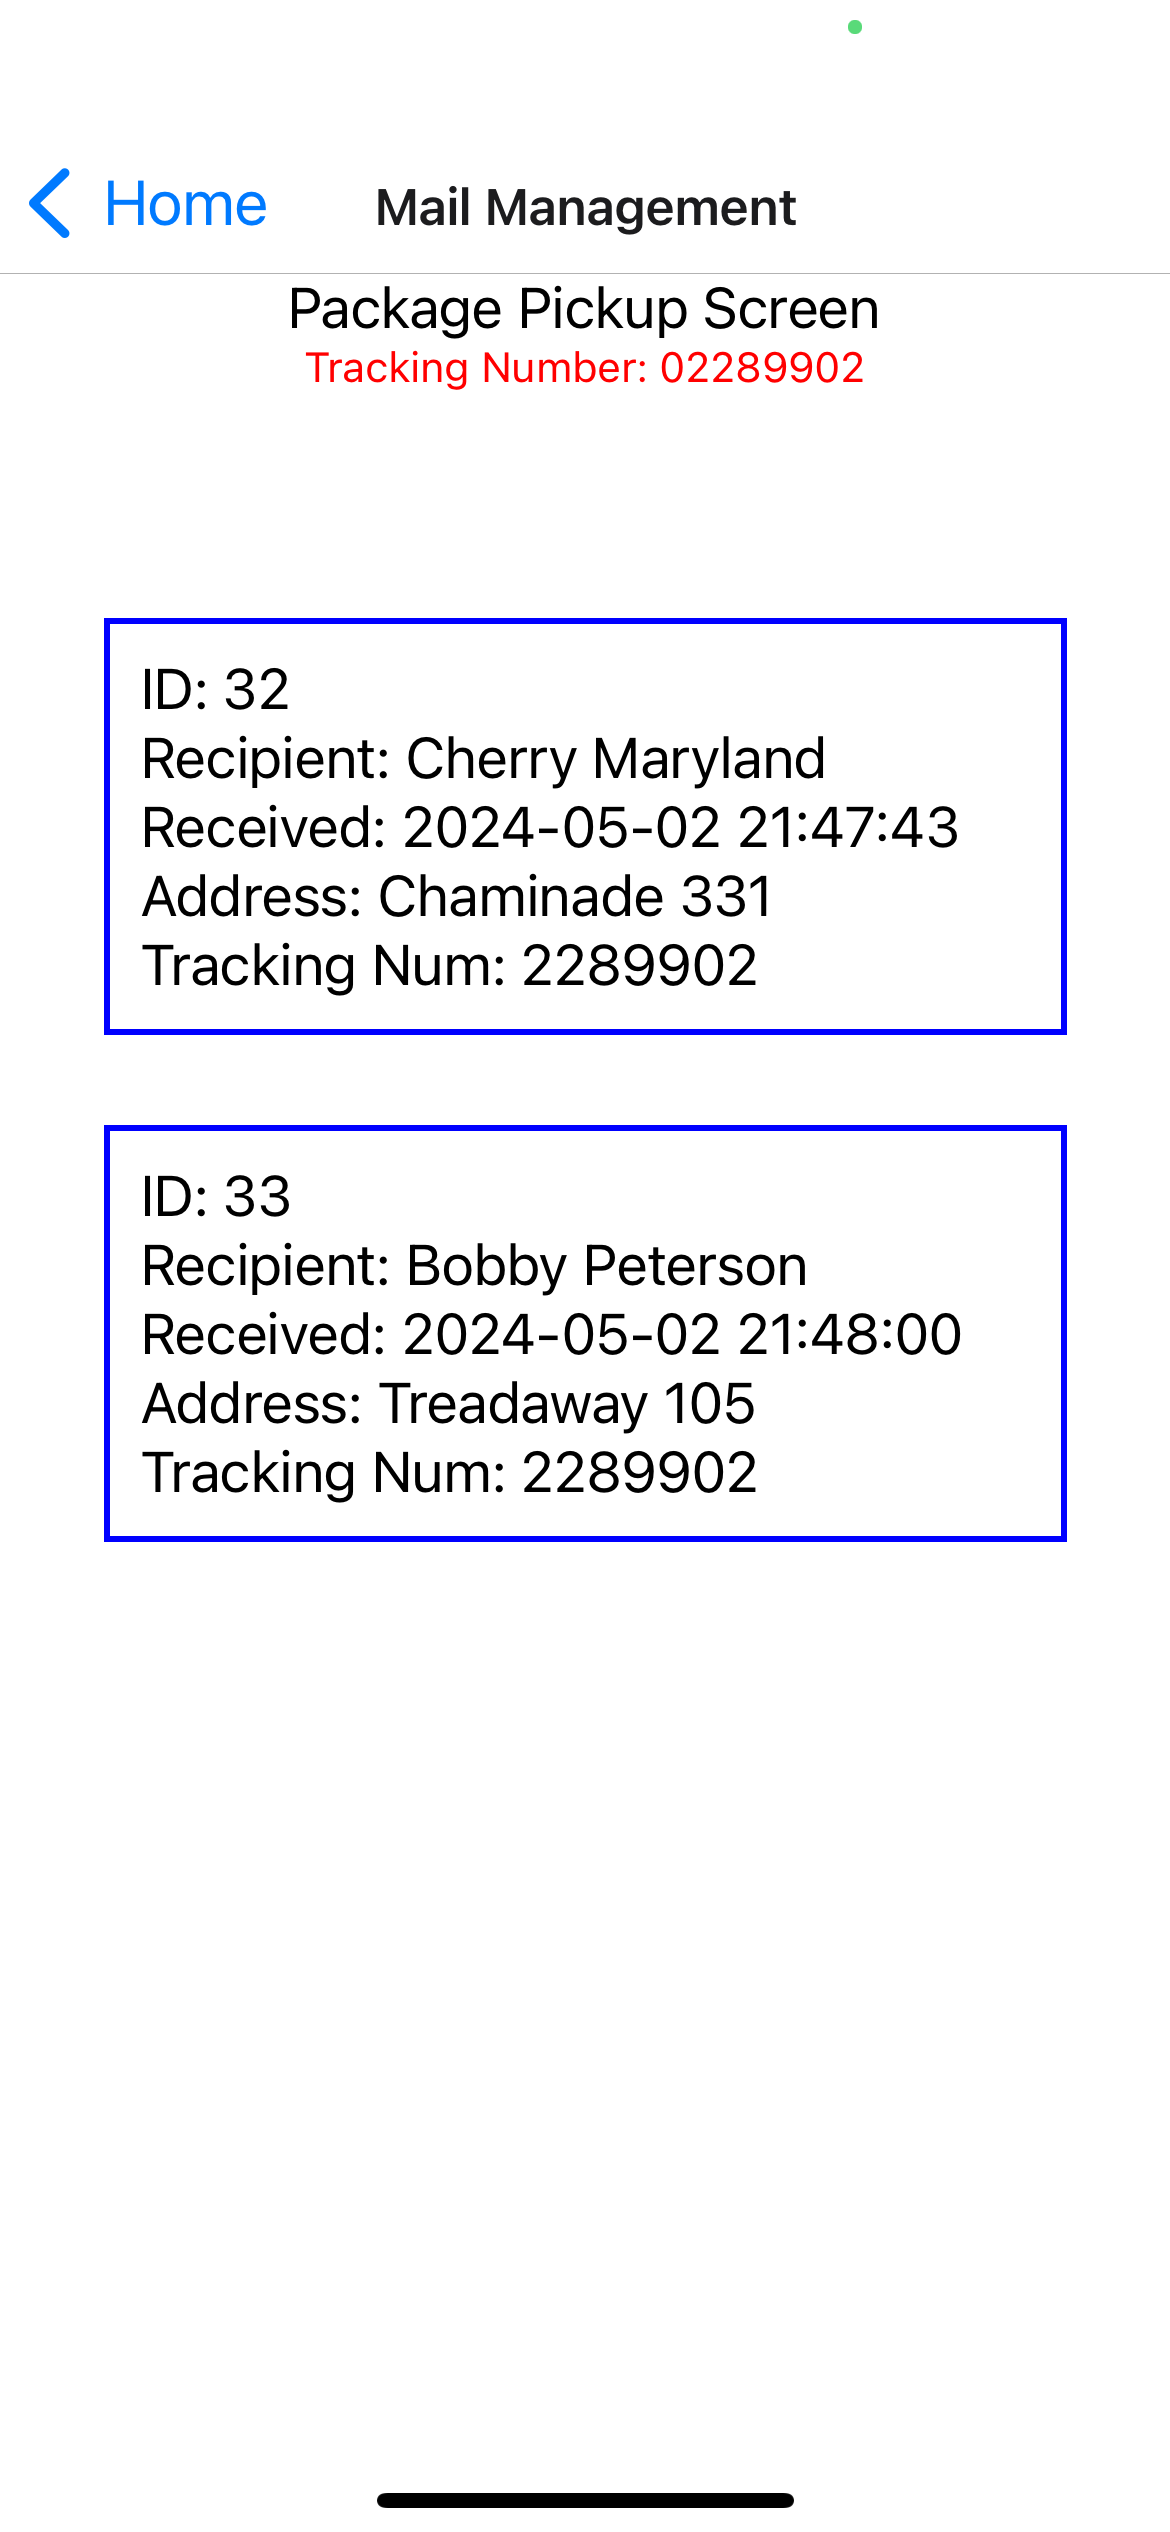 Home
Mail Management
Package Pickup Screen
Tracking Number: 02289902
ID: 32
Recipient: Cherry Maryland
Received: 2024-05-02 21:47:43
Address: Chaminade 331
Tracking Num: 2289902
ID: 33
Recipient: Bobby Peterson
Received: 2024-05-02 21:48:00
Address: Treadaway 105
Tracking Num: 2289902